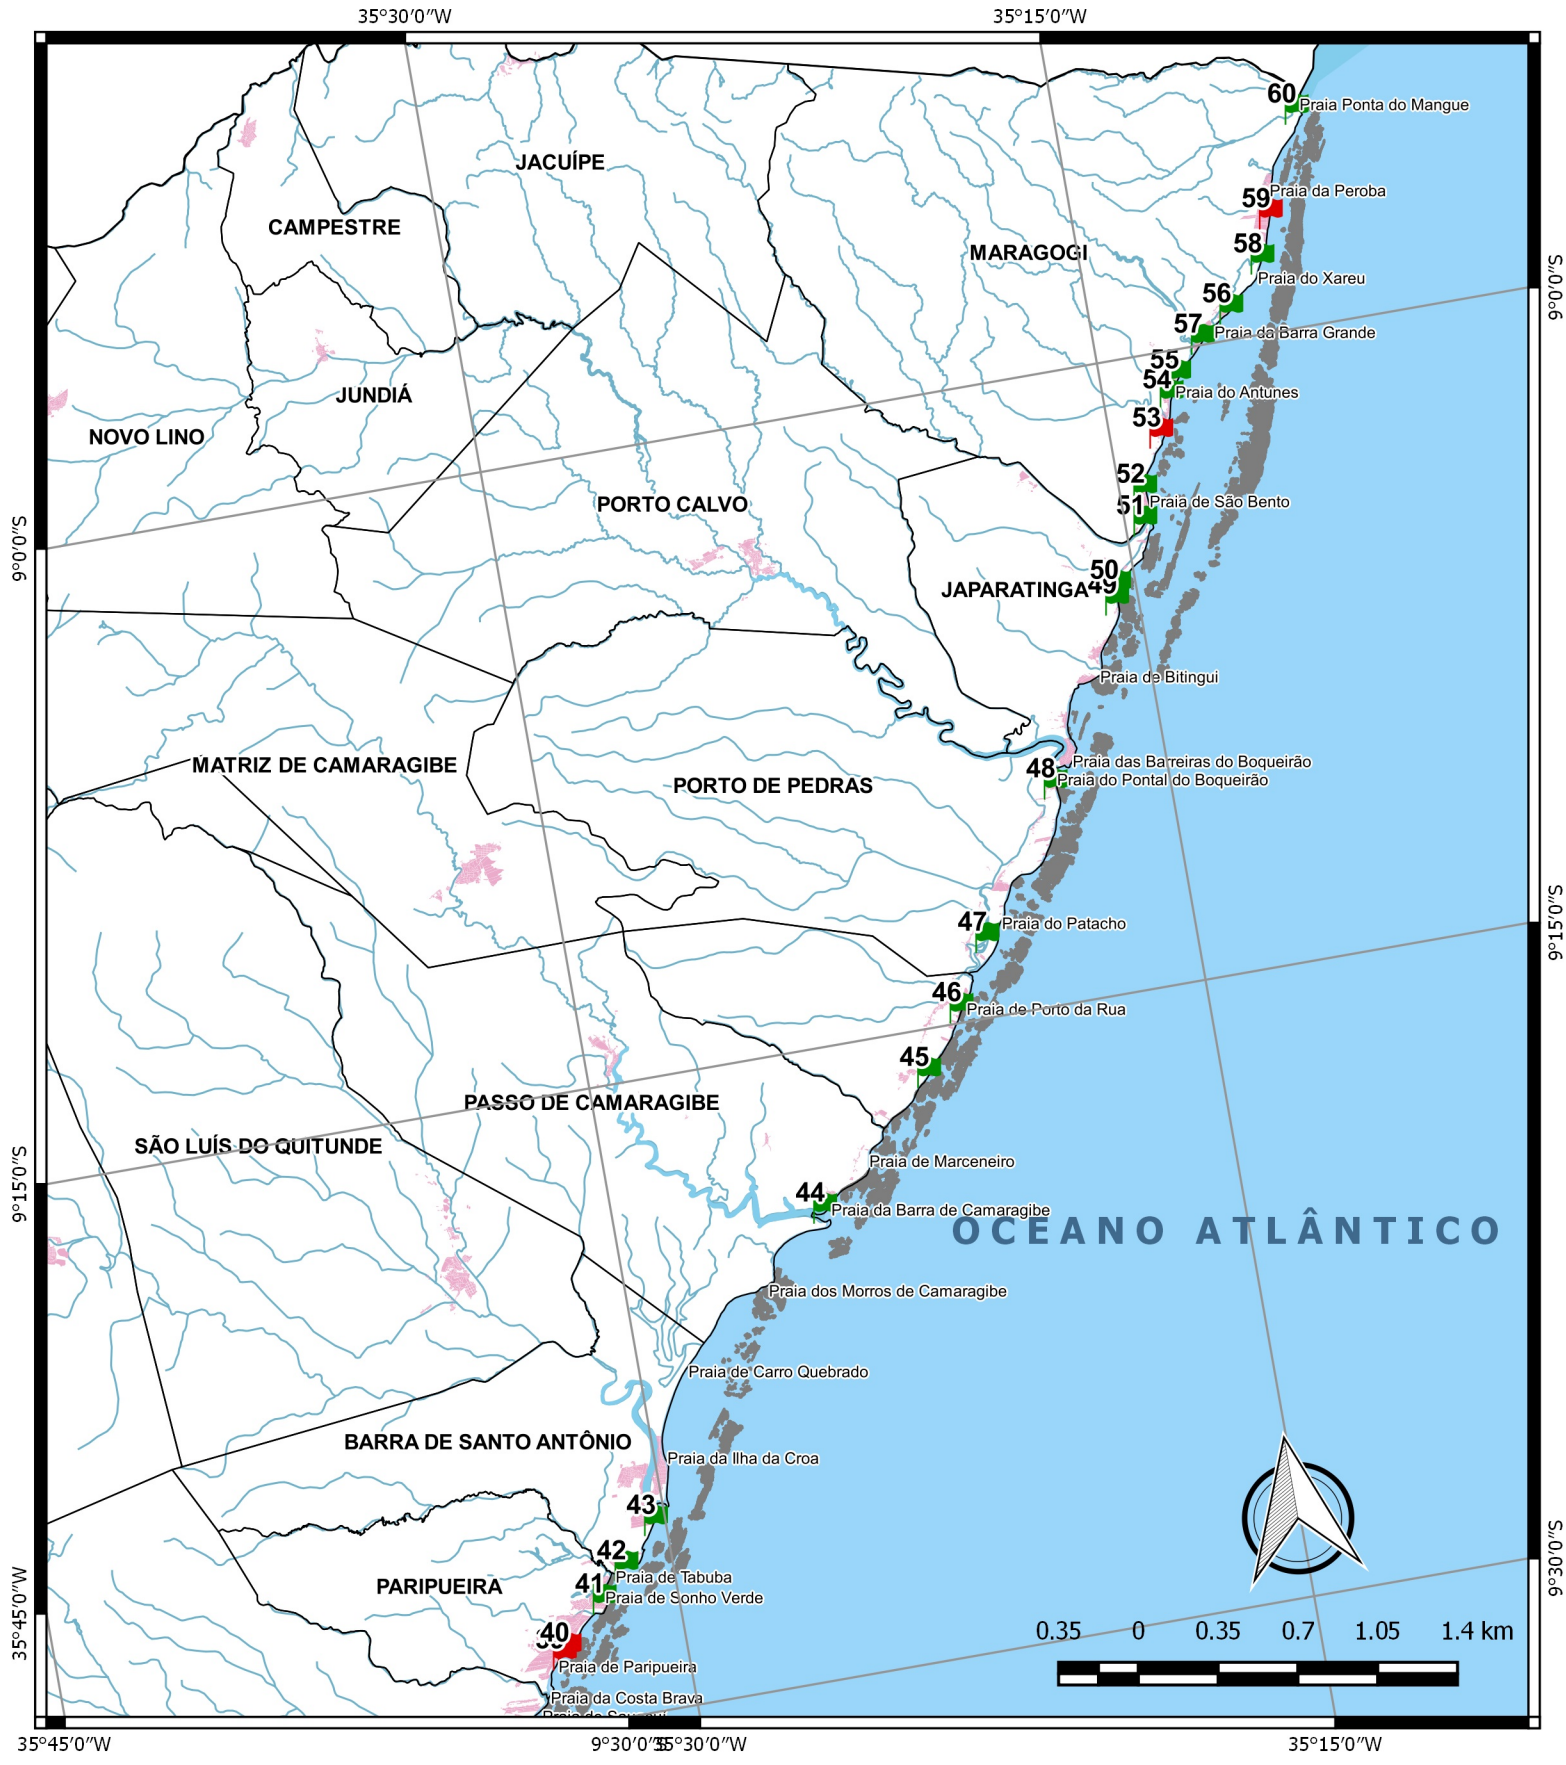 35°30′0″W
35°15′0″W
60
Praia Ponta do Mangue
JACUÍPE
Praia da Peroba
59
CAMPESTRE
58
MARAGOGI
Praia do Xareu
9°0′0″S
56
57
Praia da Barra Grande
55
54
Praia do Antunes
JUNDIÁ
53
NOVO LINO
52
51
Praia de São Bento
PORTO CALVO
9°0′0″S
50
JAPARATINGA
49
Praia de Bitingui
MATRIZ DE CAMARAGIBE
Praia das Barreiras do Boqueirão
48
Praia do Pontal do Boqueirão
PORTO DE PEDRAS
47
Praia do Patacho
9°15′0″S
46
Praia de Porto da Rua
45
PASSO DE CAMARAGIBE
SÃO LUÍS DO QUITUNDE
Praia de Marceneiro
9°15′0″S
44
Praia da Barra de Camaragibe
OCEANO ATLÂNTICO
Praia dos Morros de Camaragibe
Praia de Carro Quebrado
BARRA DE SANTO ANTÔNIO
Praia da Ilha da Croa
43
42
9°30′0″S
Praia de Tabuba
41
PARIPUEIRA
Praia de Sonho Verde
35°45′0″W
40
0.35 0 0.35 0.7 1.05 1.4 km
Praia de Paripueira
Praia da Costa Brava
35°45′0″W
9°30′0″S
35°30′0″W
35°15′0″W